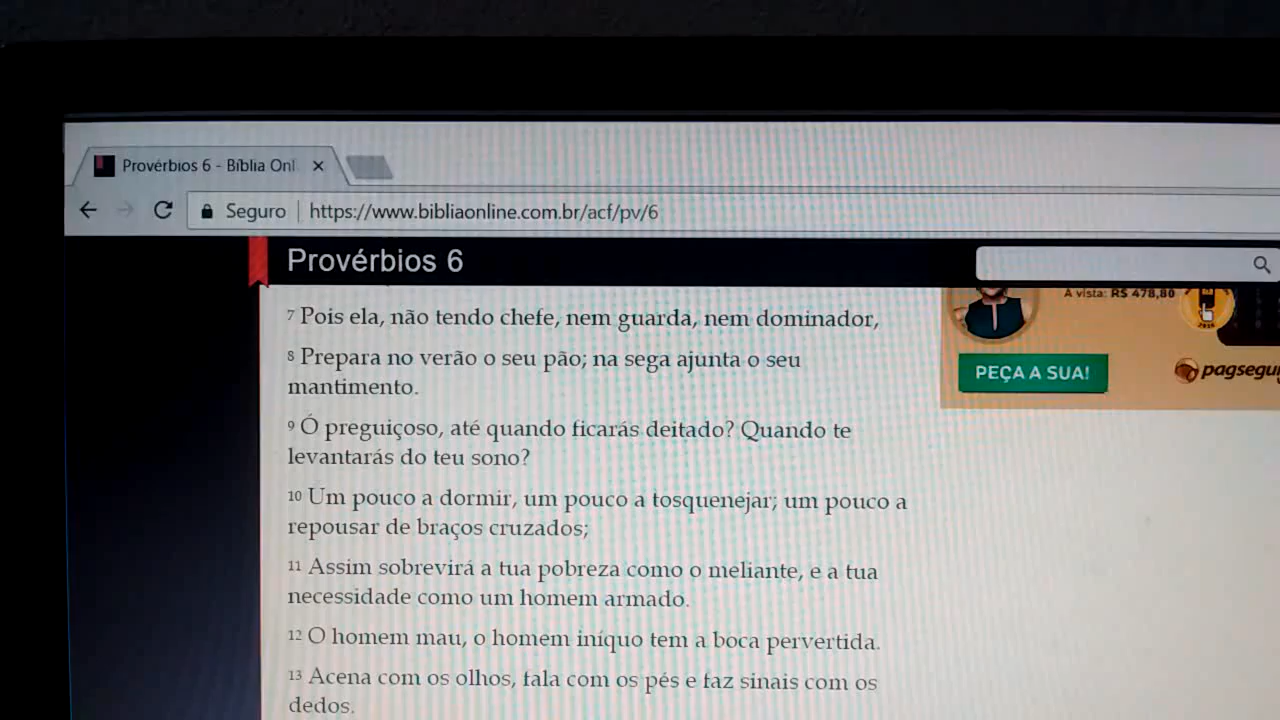 Provérbios 6 - Bíblia Onl
Seguro https://www.bibliaonline.com.br/acf/pv/6
Provérbios 6
À vista: R$ 478,80
PEÇA A SUA!
pagsegu
7 Pois ela, não tendo chefe, nem guarda, nem dominador,
8 Prepara no verão o seu pão; na sega ajunta o seu
mantimento.
9 Ó preguiçoso, até quando ficarás deitado? Quando te
levantarás do teu sono?
10 Um pouco a dormir, um pouco a tosquenejar; um pouco a
repousar de braços cruzados;
11 Assim sobrevirá a tua pobreza como o meliante, e a tua
necessidade como um homem armado.
12 O homem mau, o homem iníquo tem a boca pervertida.
13 Acena com os olhos, fala com os pés e faz sinais com os
dedos.